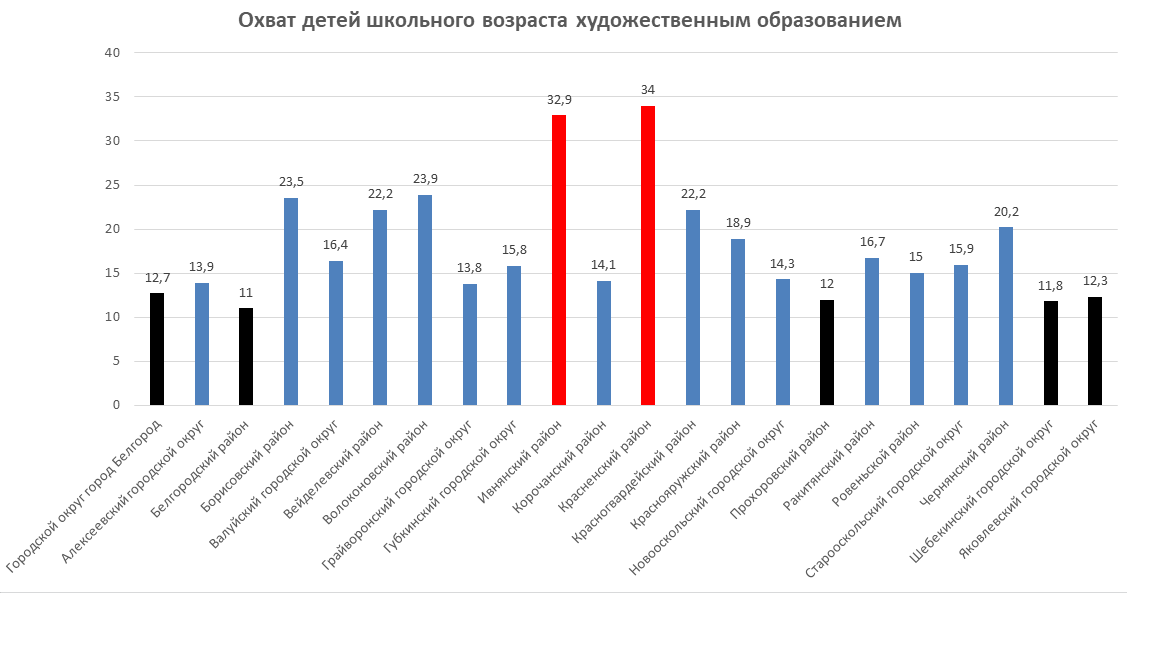 Охват детей школьного возраста художественным образованием
40
35
30
25
20
15
10
5
0
12,7
13,9
11
23,5
16,4
22,2
23,9
13,8
15,8
32,9
14,1
34
22,2
18,9
14,3
12
16,7
15
15,9
20,2
11,8
12,3
Городской округ город Белгород
Алексеевский городской округ
Белгородский район
Борисовский район
Валуйский городской округ
Вейделевский район
Волоконовский район
Грайворонский городской округ
Губкинский городской округ
Ивнянский район
Корочанский район
Красненский район
Красногвардейский район
Краснояружский район
Новооскольский городской округ
Прохоровский район
Ракитянский район
Ровеньской район
Старооскольский городской округ
Чернянский район
Шебекинский городской округ
Яковлевский городской округ